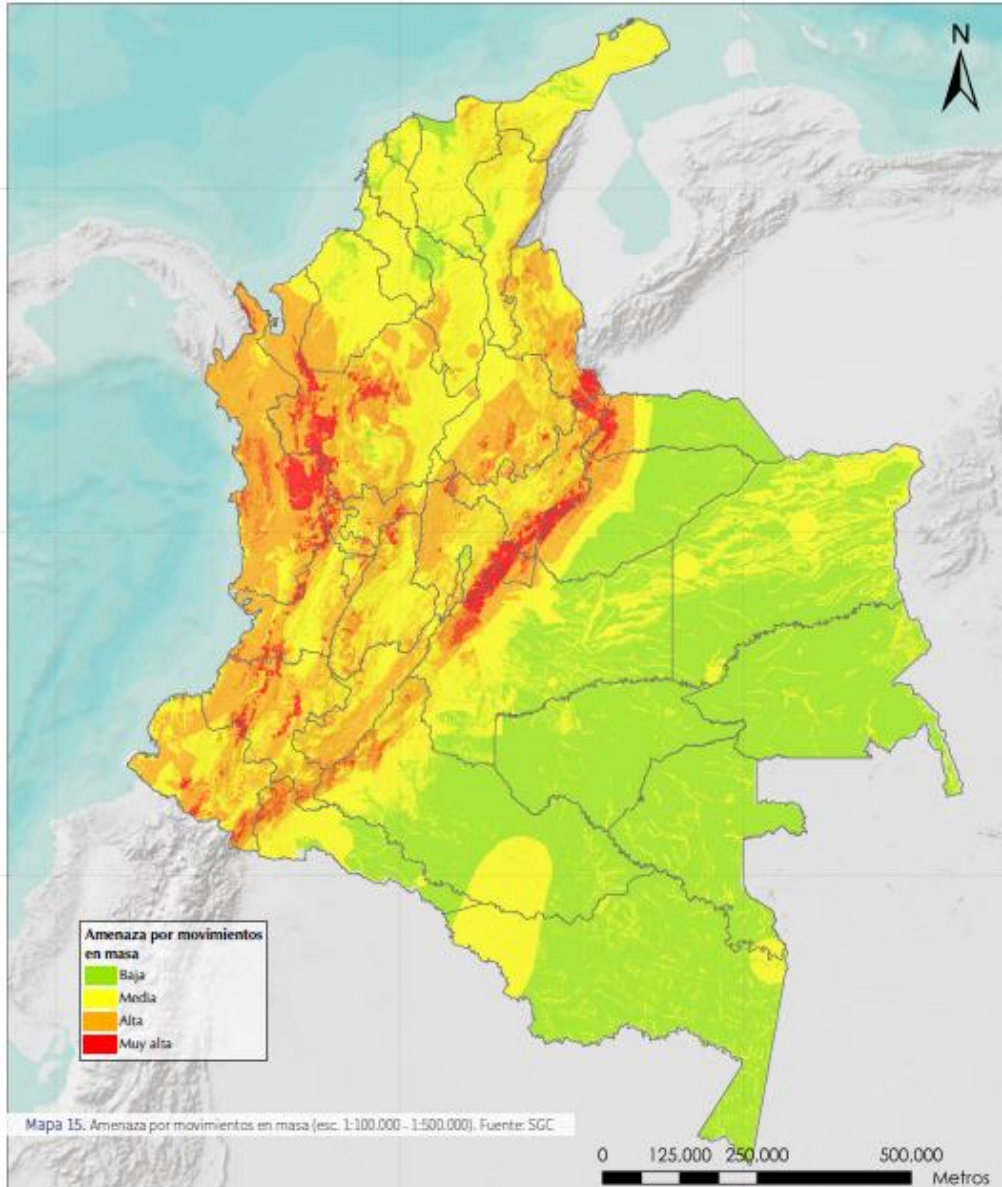 N
Amenaza por movimientos
en masa
Baja
Media
Alta
Muy alta
Mapa 15. Amenaza por movimientos en masa (esc. 1:100.000 - 1:500.000). Fuente: SGC
0 125.000 250.000 500.000
Metros